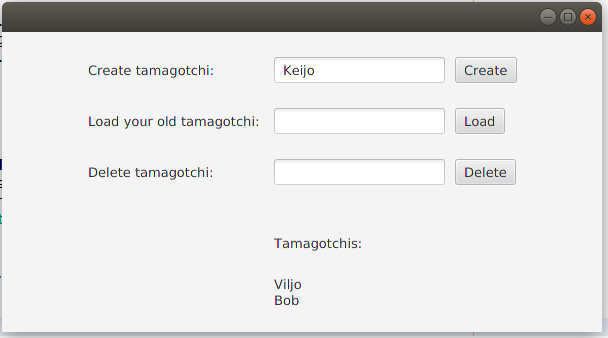 Create tamagotchi: Keijo Create
Load your old tamagotchi: Load
Delete tamagotchi: Delete
Tamagotchis:
Viljo
Bob